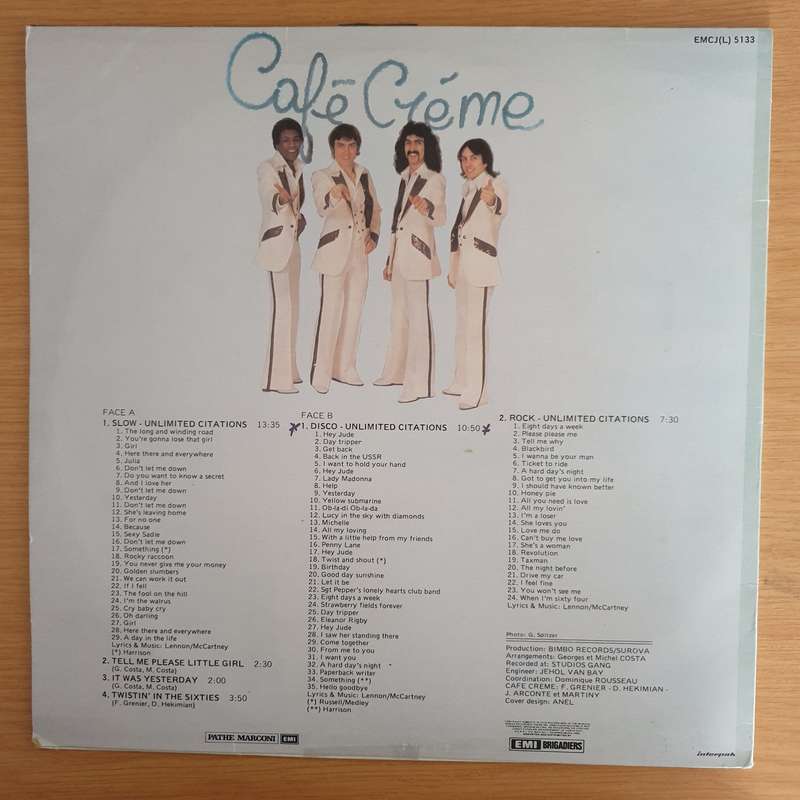 EMCJ(L) 5133
Café Créme
FACE A
1. SLOW - UNLIMITED CITATIONS 13:35
1. The long and winding road
2. You're gonna lose that girl
3. Girl
4. Here there and everywhere
5. Julia
6. Don't let me down
7. Do you want to know a secret
8. And I love her
9. Don't let me down
10. Yesterday
11. Don't let me down
12. She's leaving home
13. For no one
14. Because
15. Sexy Sadie
16. Don't let me down
17. Something (*)
18. Rocky raccoon
19. You never give me your money
20. Golden slumbers
21. We can work it out
22. If I fell
23. The fool on the hill
24. I'm the walrus
25. Cry baby cry
26. Oh darling
27. Girl
28. Here there and everywhere
29. A day in the life
Lyrics & Music: Lennon/McCartney
(*) Harrison
2. TELL ME PLEASE LITTLE GIRL 2:30
(G. Costa, M. Costa)
3. IT WAS YESTERDAY 2:00
(G. Costa, M. Costa)
4. TWISTIN' IN THE SIXTIES 3:50
(F. Grenier, D. Hekimian)
FACE B
1. DISCO - UNLIMITED CITATIONS 10:50
1. Hey Jude
2. Day tripper
3. Get back
4. Back in the USSR
5. I want to hold your hand
6. Hey Jude
7. Lady Madonna
8. Help
9. Yesterday
10. Yellow submarine
11. Ob-la-di Ob-la-da
12. Lucy in the sky with diamonds
13. Michelle
14. All my loving
15. With a little help from my friends
16. Penny Lane
17. Hey Jude
18. Twist and shout (*)
19. Birthday
20. Good day sunshine
21. Let it be
22. Sgt Pepper's lonely hearts club band
23. Eight days a week
24. Strawberry fields forever
25. Day tripper
26. Eleanor Rigby
27. Hey Jude
28. I saw her standing there
29. Come together
30. From me to you
31. I want you
32. A hard day's night
33. Paperback writer
34. Something (**)
35. Hello goodbye
Lyrics & Music: Lennon/McCartney
(*) Russell/Medley
(**) Harrison
2. ROCK - UNLIMITED CITATIONS 7:30
1. Eight days a week
2. Please please me
3. Tell me why
4. Blackbird
5. I wanna be your man
6. Ticket to ride
7. A hard day's night
8. Got to get you into my life
9. I should have known better
10. Honey pie
11. All you need is love
12. All my lovin'
13. I'm a loser
14. She loves you
15. Love me do
16. Can't buy me love
17. She's a woman
18. Revolution
19. Taxman
20. The night before
21. Drive my car
22. I feel fine
23. You won't see me
24. When I'm sixty four
Lyrics & Music: Lennon/McCartney
Photo: G. Spitzer
Production: BIMBO RECORDS/SUROVA
Arrangements: Georges et Michel COSTA
Recorded at: STUDIOS GANG
Engineer: JEHOL VAN BAY
Coordination: Dominique ROUSSEAU
CAFE CREME: F. GRENIER - D. HEKIMIAN -
J. ARCONTE et MARTINY
Cover design: ANEL
PATHE MARCONI EMI
EMI BRIGADIERS
interpak